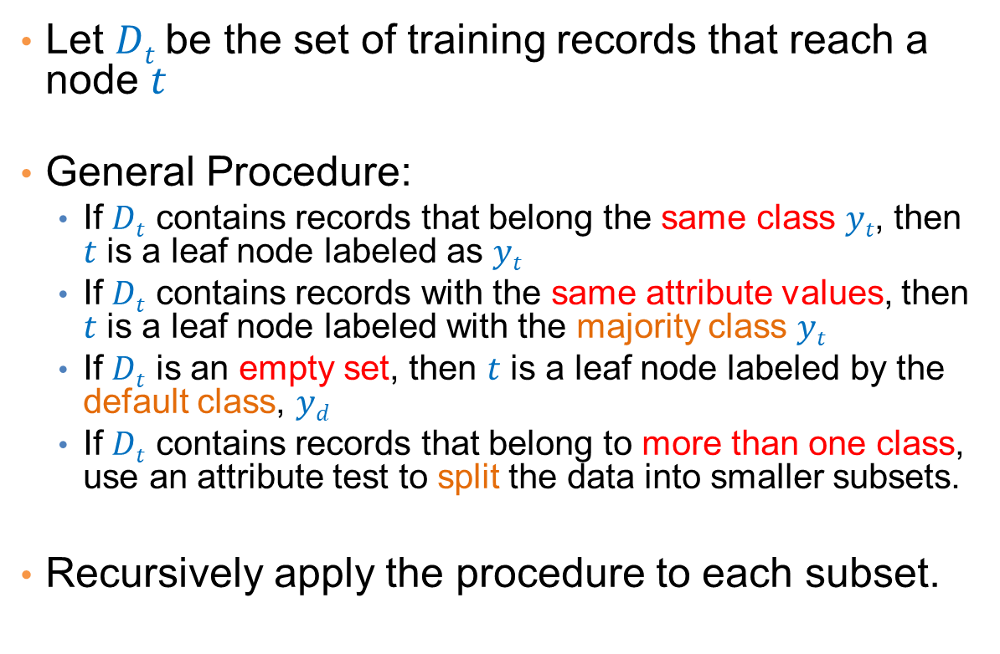 • Let D_t be the set of training records that reach a
node t
• General Procedure:
• If D_t contains records that belong the same class y_t, then
t is a leaf node labeled as y_t
• If D_t contains records with the same attribute values, then
t is a leaf node labeled with the majority class y_t
• If D_t is an empty set, then t is a leaf node labeled by the
default class, y_d
• If D_t contains records that belong to more than one class,
use an attribute test to split the data into smaller subsets.
• Recursively apply the procedure to each subset.